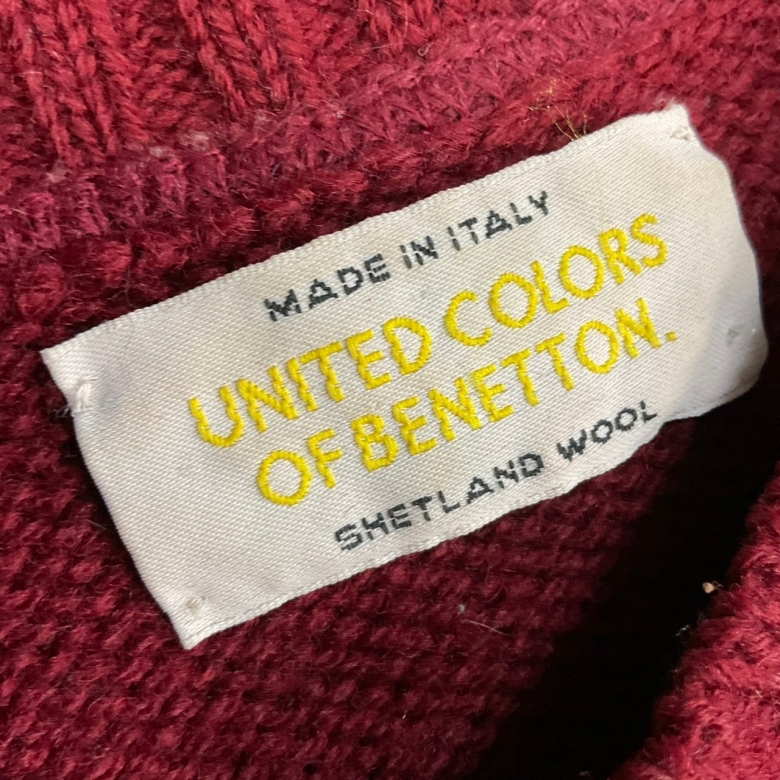 MADE IN ITALY
UNITED COLORS
OF BENETTON.
SHETLAND WOOL